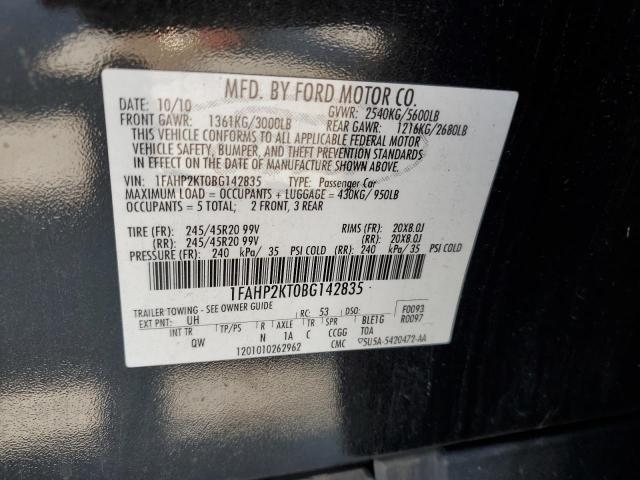 MFD. BY FORD MOTOR CO.
DATE: 10/10 GVWR: 2540KG/5600LB
FRONT GAWR: 1361KG/3000LB REAR GAWR: 1216KG/2680LB
THIS VEHICLE CONFORMS TO ALL APPLICABLE FEDERAL MOTOR
VEHICLE SAFETY, BUMPER, AND THEFT PREVENTION STANDARDS
IN EFFECT ON THE DATE OF MANUFACTURE SHOWN ABOVE.
VIN: 1FAHP2KT0BG142835 TYPE: Passenger Car
MAXIMUM LOAD = OCCUPANTS + LUGGAGE = 430KG/ 950LB
OCCUPANTS = 5 TOTAL; 2 FRONT, 3 REAR
TIRE (FR): 245/45R20 99V RIMS (FR): 20X8.0J
(RR): 245/45R20 99V (RR): 20X8.0J
PRESSURE (FR): 240 kPa/ 35 PSI COLD (RR): 240 kPa/ 35 PSI COLD
1FAHP2KT0BG142835
TRAILER TOWING - SEE OWNER GUIDE RC: 53 DSO: F0093
EXT PNT: UH R0097
INT TR TP/PS R AXLE TR SPR BLE1G
QW N 1A C CCGG TOA
1201010262962 CMC 5U5A-5420472-AA